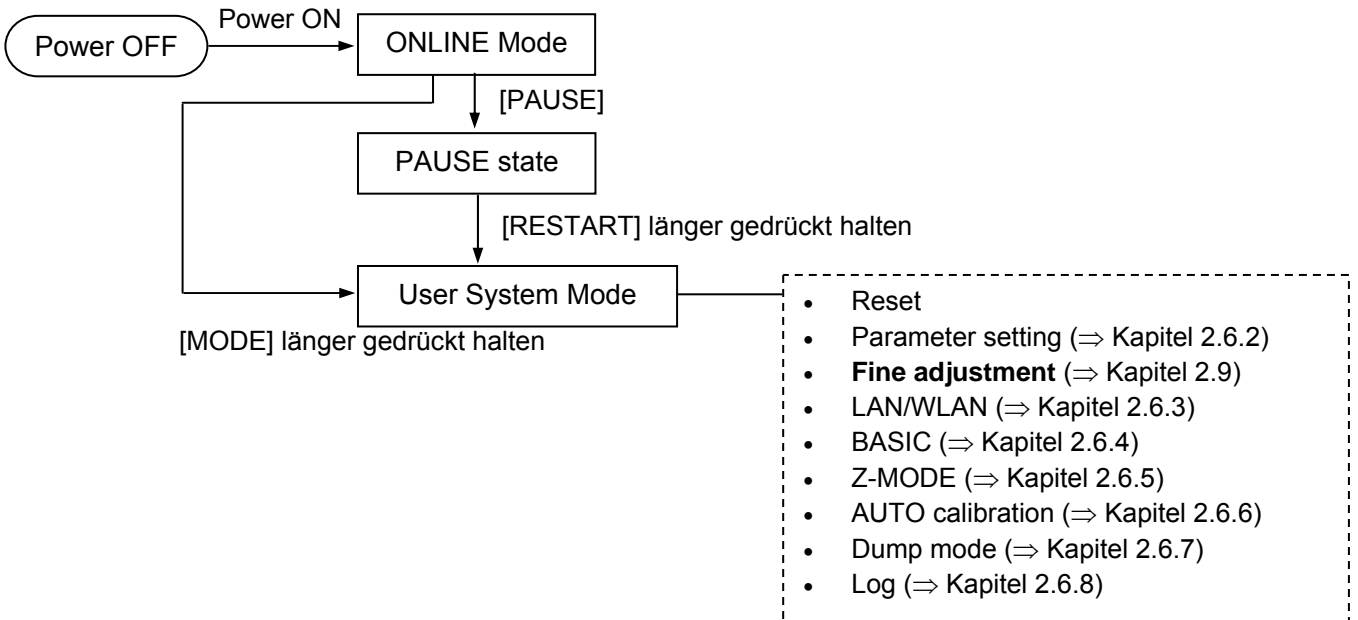 Power OFF
Power ON
ONLINE Mode
[PAUSE]
PAUSE state
[RESTART] länger gedrückt halten
User System Mode
[MODE] länger gedrückt halten
• Reset
• Parameter setting (⇒ Kapitel 2.6.2)
• Fine adjustment (⇒ Kapitel 2.9)
• LAN/WLAN (⇒ Kapitel 2.6.3)
• BASIC (⇒ Kapitel 2.6.4)
• Z-MODE (⇒ Kapitel 2.6.5)
• AUTO calibration (⇒ Kapitel 2.6.6)
• Dump mode (⇒ Kapitel 2.6.7)
• Log (⇒ Kapitel 2.6.8)